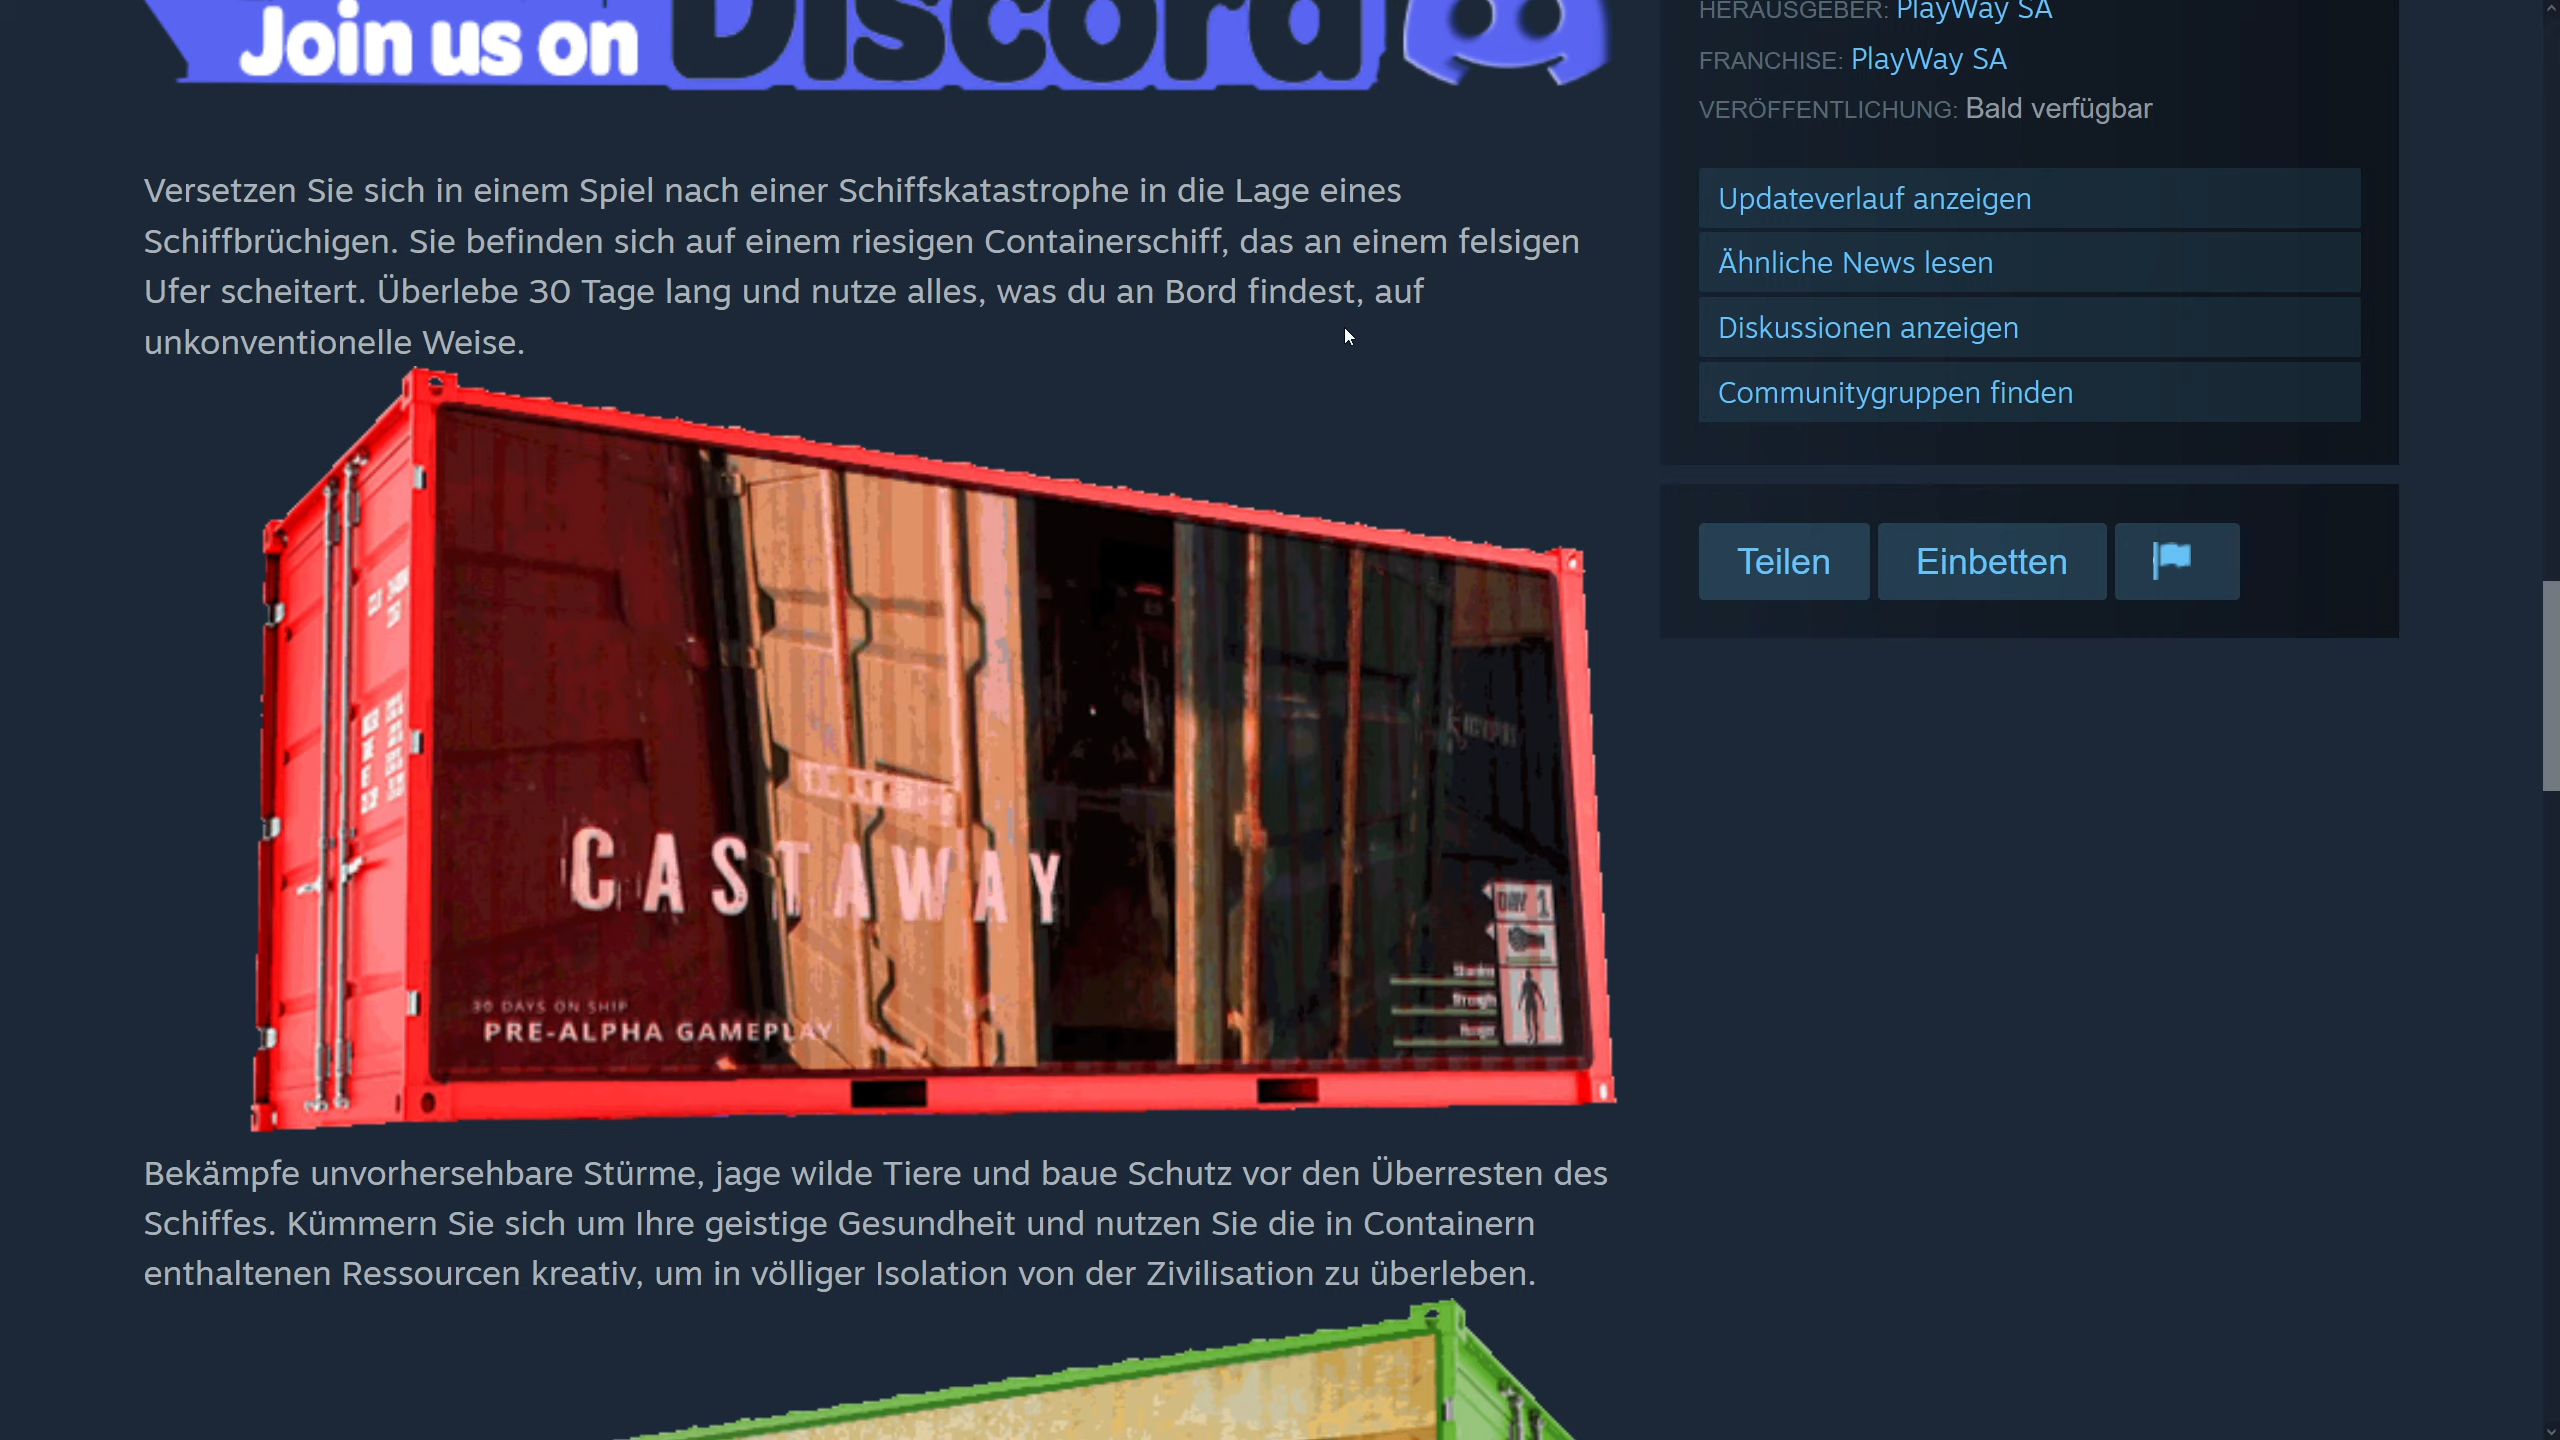 Join us on Discord
HERAUSGEBER: PlayWay SA
FRANCHISE: PlayWay SA
VERÖFFENTLICHUNG: Bald verfügbar
Versetzen Sie sich in einem Spiel nach einer Schiffskatastrophe in die Lage eines
Schiffbrüchigen. Sie befinden sich auf einem riesigen Containerschiff, das an einem felsigen
Ufer scheitert. Überlebe 30 Tage lang und nutze alles, was du an Bord findest, auf
unkonventionelle Weise.
Updateverlauf anzeigen
Ähnliche News lesen
Diskussionen anzeigen
Communitygruppen finden
Teilen
Einbetten
CASTAWAY
DAY 1
30 DAYS ON SHIP
PRE-ALPHA GAMEPLAY
Hunger
Bekämpfe unvorhersehbare Stürme, jage wilde Tiere und baue Schutz vor den Überresten des
Schiffes. Kümmern Sie sich um Ihre geistige Gesundheit und nutzen Sie die in Containern
enthaltenen Ressourcen kreativ, um in völliger Isolation von der Zivilisation zu überleben.